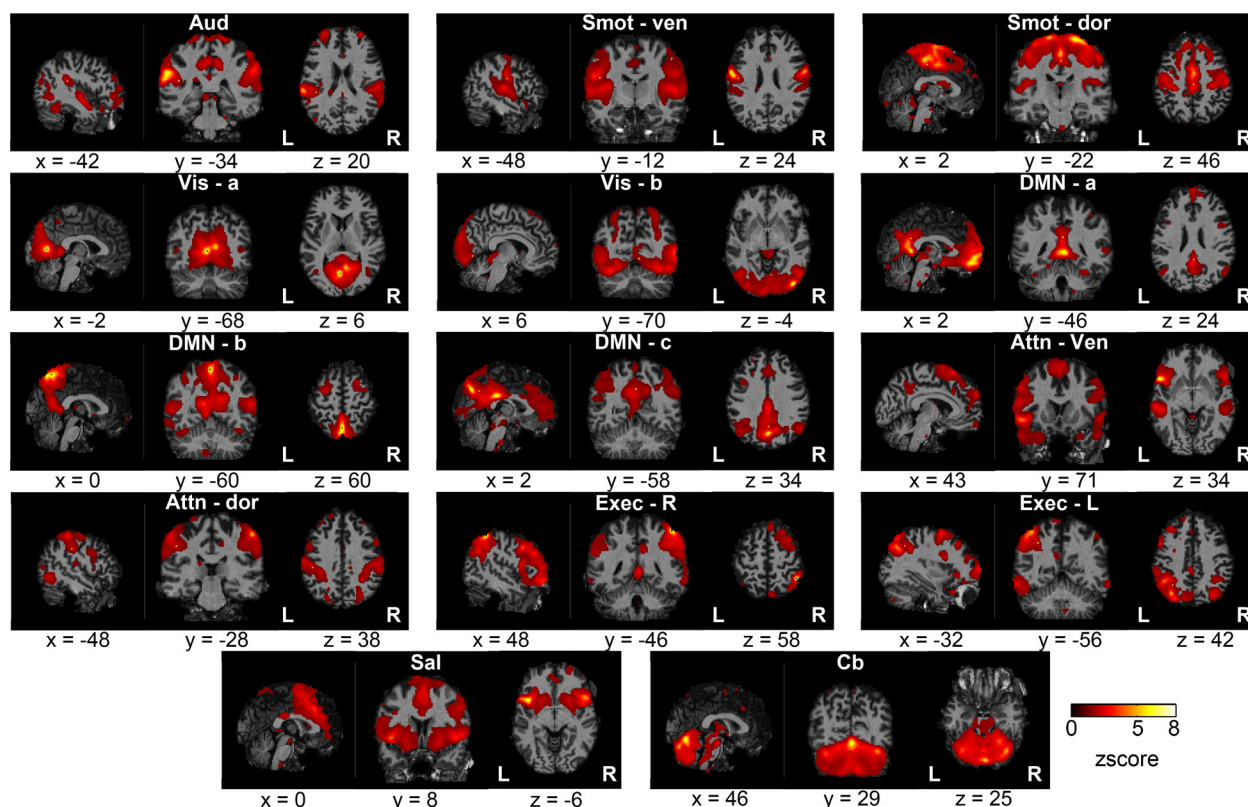 Aud
Smot - ven
Smot - dor
L R
L R
L R
x = -42 y = -34 z = 20
x = -48 y = -12 z = 24
x = 2 y = -22 z = 46
Vis - a
Vis - b
DMN - a
L R
L R
L R
x = -2 y = -68 z = 6
x = 6 y = -70 z = -4
x = 2 y = -46 z = 24
DMN - b
DMN - c
Attn - Ven
L R
L R
L R
x = 0 y = -60 z = 60
x = 2 y = -58 z = 34
x = 43 y = 71 z = 34
Attn - dor
Exec - R
Exec - L
L R
L R
L R
x = -48 y = -28 z = 38
x = 48 y = -46 z = 58
x = -32 y = -56 z = 42
Sal
Cb
L R
L R
0 5 8
zscore
x = 0 y = 8 z = -6
x = 46 y = 29 z = 25